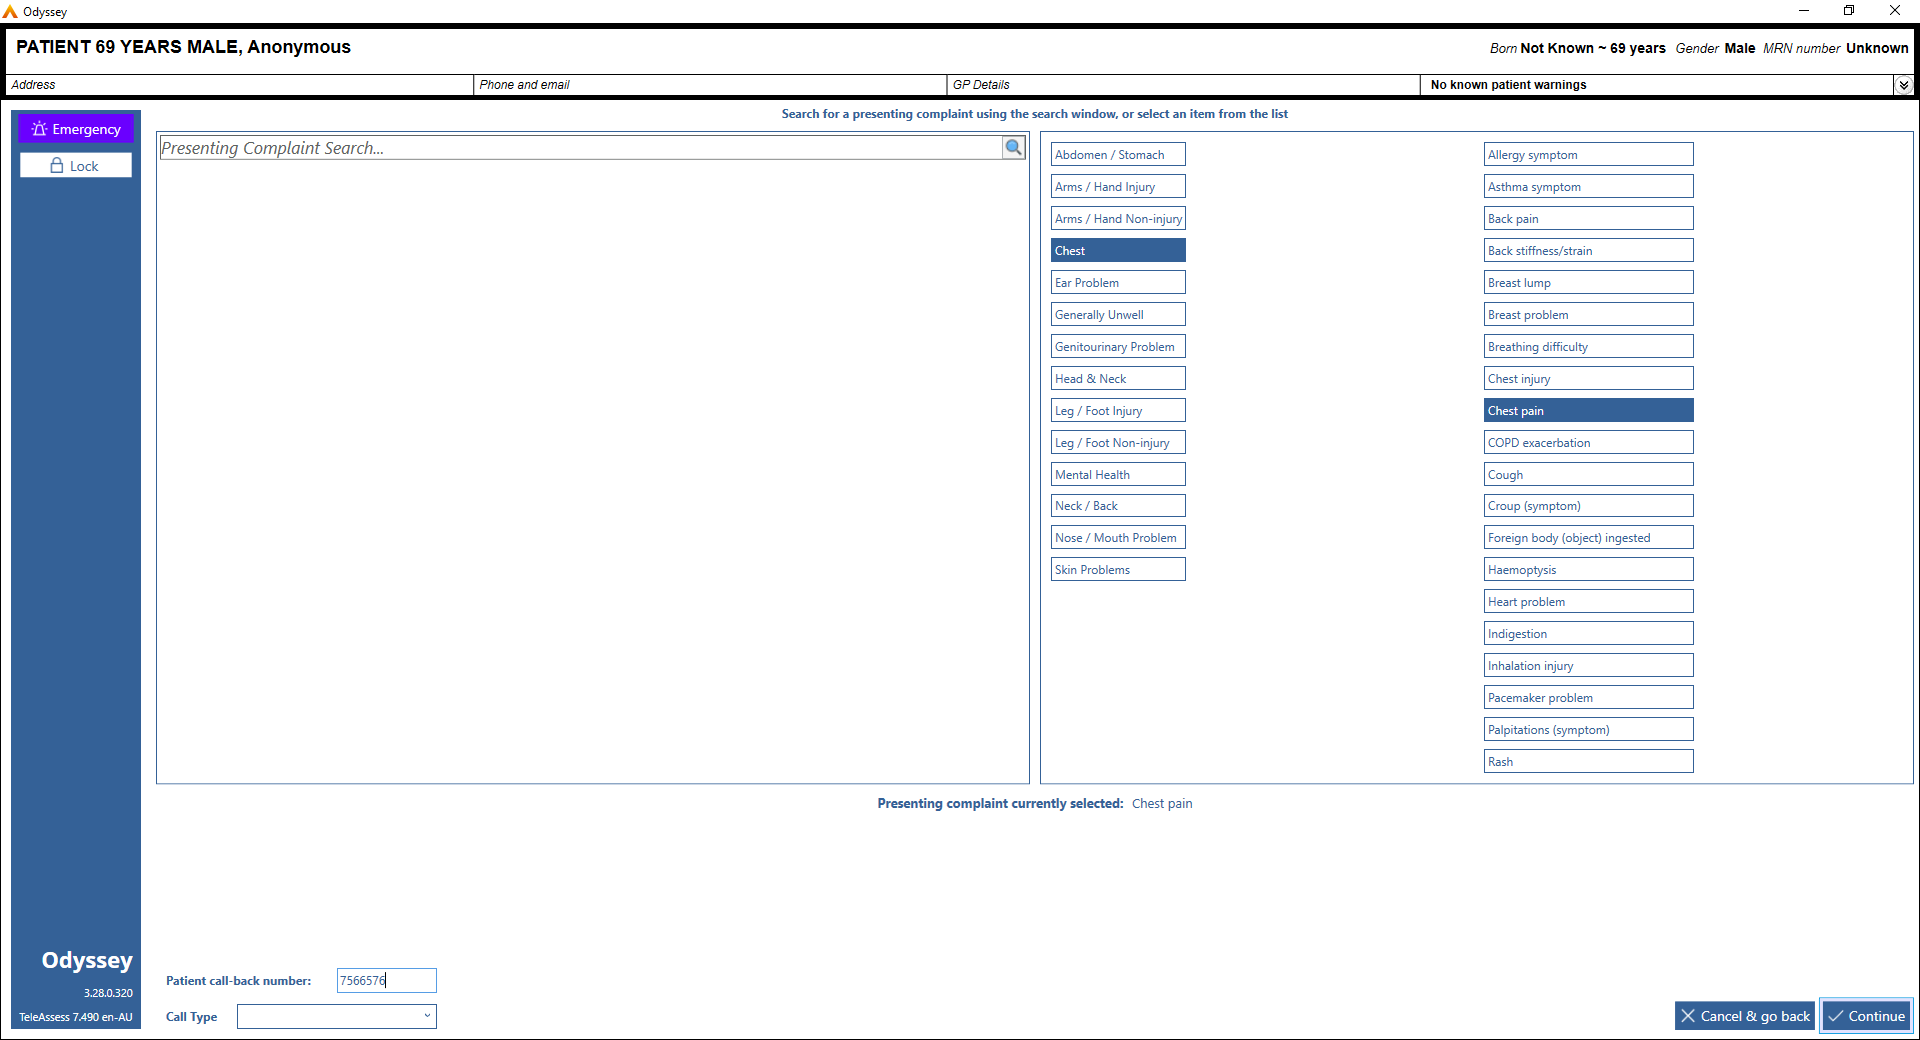 Odyssey
PATIENT 69 YEARS MALE, Anonymous
Born Not Known ~ 69 years Gender Male MRN number Unknown
Address
Phone and email
GP Details
No known patient warnings
Emergency
Lock
Search for a presenting complaint using the search window, or select an item from the list
Presenting Complaint Search...
Abdomen / Stomach
Arms / Hand Injury
Arms / Hand Non-injury
Chest
Ear Problem
Generally Unwell
Genitourinary Problem
Head & Neck
Leg / Foot Injury
Leg / Foot Non-injury
Mental Health
Neck / Back
Nose / Mouth Problem
Skin Problems
Allergy symptom
Asthma symptom
Back pain
Back stiffness/strain
Breast lump
Breast problem
Breathing difficulty
Chest injury
Chest pain
COPD exacerbation
Cough
Croup (symptom)
Foreign body (object) ingested
Haemoptysis
Heart problem
Indigestion
Inhalation injury
Pacemaker problem
Palpitations (symptom)
Rash
Presenting complaint currently selected: Chest pain
Odyssey
3.28.0.320
TeleAssess 7.490 en-AU
Patient call-back number: 7566576
Call Type
Cancel & go back
Continue